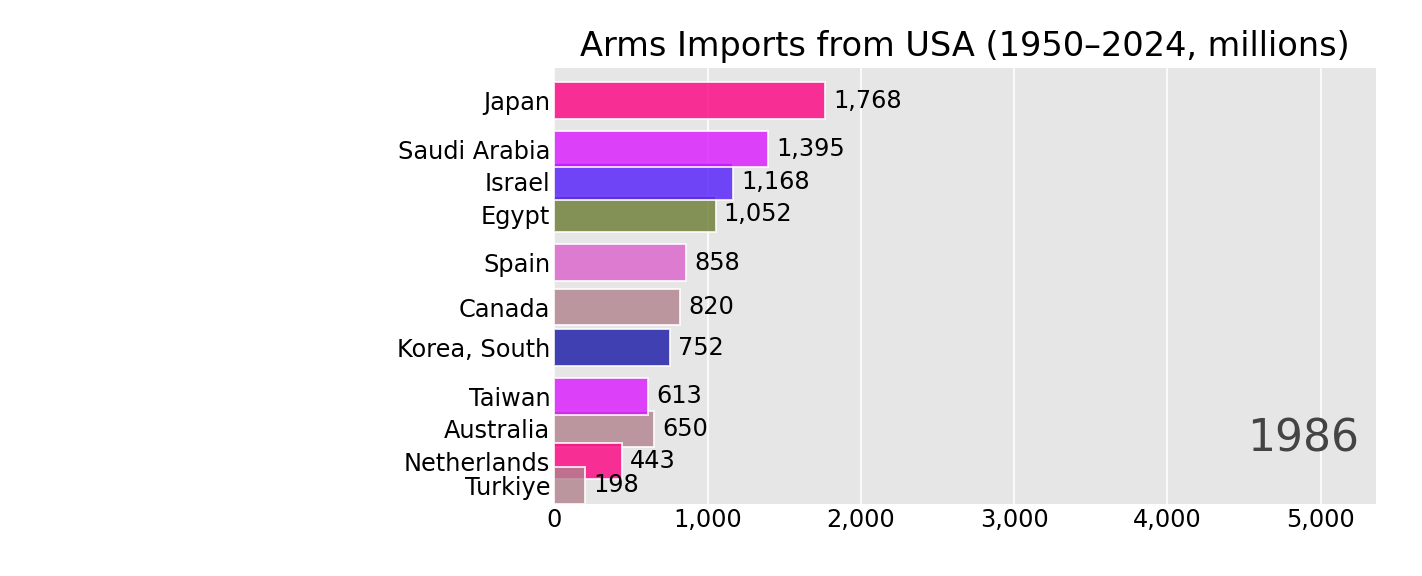 Arms Imports from USA (1950–2024, millions)
Japan 1,768
Saudi Arabia 1,395
Israel 1,168
Egypt 1,052
Spain 858
Canada 820
Korea, South 752
Taiwan 613
Australia 650
1986
Netherlands 443
Turkiye 198
0 1,000 2,000 3,000 4,000 5,000